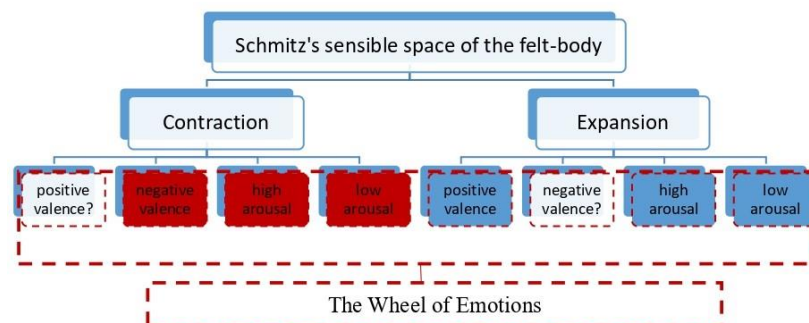 Schmitz's sensible space of the felt-body
Contraction
Expansion
positive
valence?
negative
valence
high
arousal
low
arousal
positive
valence
negative
valence?
high
arousal
low
arousal
The Wheel of Emotions